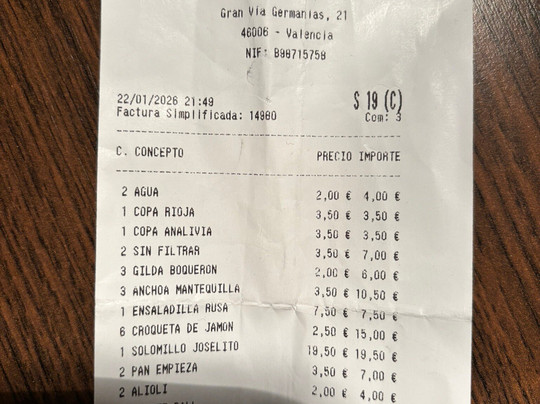 Gran Vía Germanías, 21
46006 - Valencia
NIF: B98715758
22/01/2026 21:49 S 19 (C)
Factura Simplificada: 14980 Com: 3
C. CONCEPTO PRECIO IMPORTE
2 AGUA 2,00 € 4,00 €
1 COPA RIOJA 3,50 € 3,50 €
1 COPA ANALIVIA 3,50 € 3,50 €
2 SIN FILTRAR 3,50 € 7,00 €
3 GILDA BOQUERON 2,00 € 6,00 €
3 ANCHOA MANTEQUILLA 3,50 € 10,50 €
1 ENSALADILLA RUSA 7,50 € 7,50 €
6 CROQUETA DE JAMON 2,50 € 15,00 €
1 SOLOMILLO JOSELITO 19,50 € 19,50 €
2 PAN EMPIEZA 3,50 € 7,00 €
2 ALIOLI 2,00 € 4,00 €